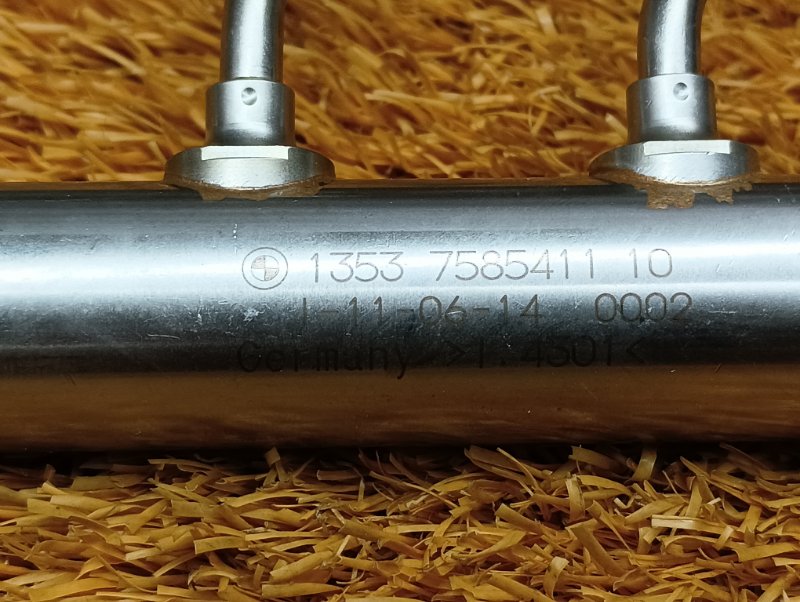 1353 7585411 10
I-11-06-14 0002
Germany >1.4301<